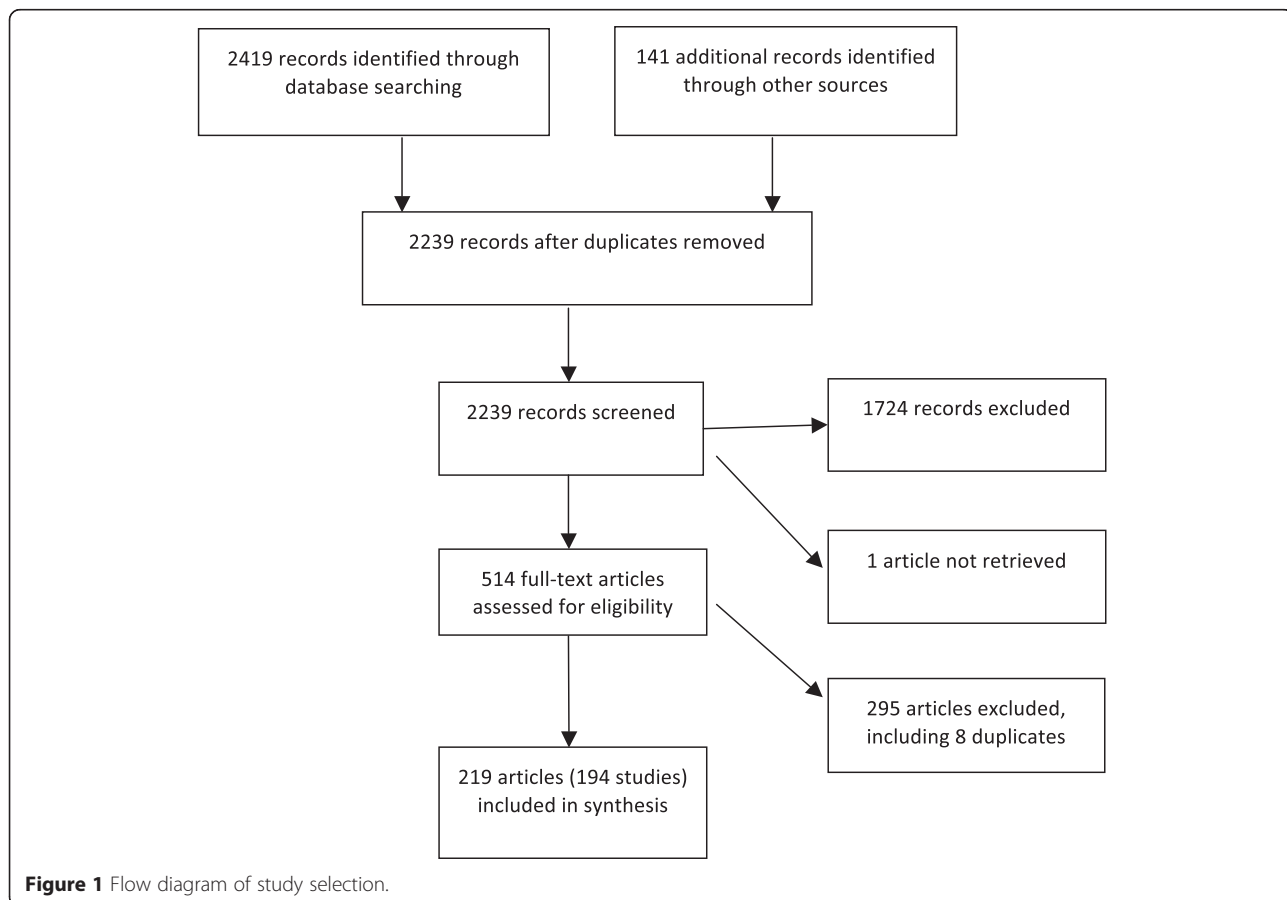 2419 records identified through
database searching
141 additional records identified
through other sources
2239 records after duplicates removed
2239 records screened
1724 records excluded
1 article not retrieved
514 full-text articles
assessed for eligibility
295 articles excluded,
including 8 duplicates
219 articles (194 studies)
included in synthesis
Figure 1 Flow diagram of study selection.